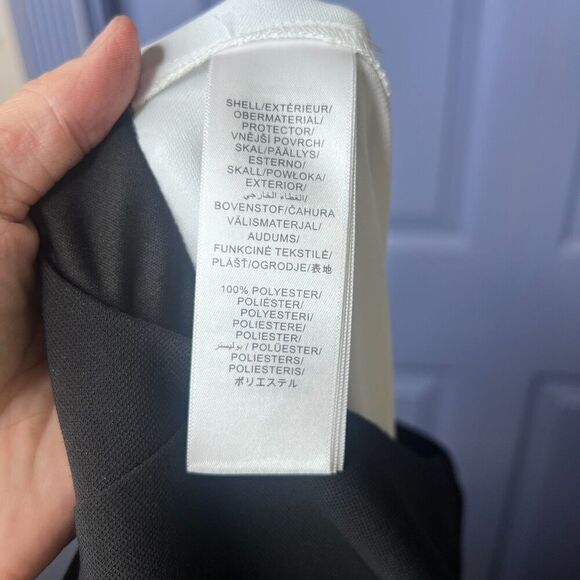 SHELL/EXTÉRIEUR/
OBERMATERIAL/
PROTECTOR/
VNĚJŠÍ POVRCH/
SKAL/PÄÄLLYS/
ESTERNO/
SKALL/POWŁOKA/
EXTERIOR/
الغطاء الخارجي/
BOVENSTOF/ČAHURA
VÄLISMATERJAL/
AUDUMS/
FUNKCINĖ TEKSTILĖ/
PLÁŠŤ/OGRODJE/表地
100% POLYESTER/
POLIÉSTER/
POLYESTERI/
POLIESTERE/
POLIESTER/
بوليستر / POLÜESTER/
POLIESTERS/
POLIESTERIS/
ポリエステル